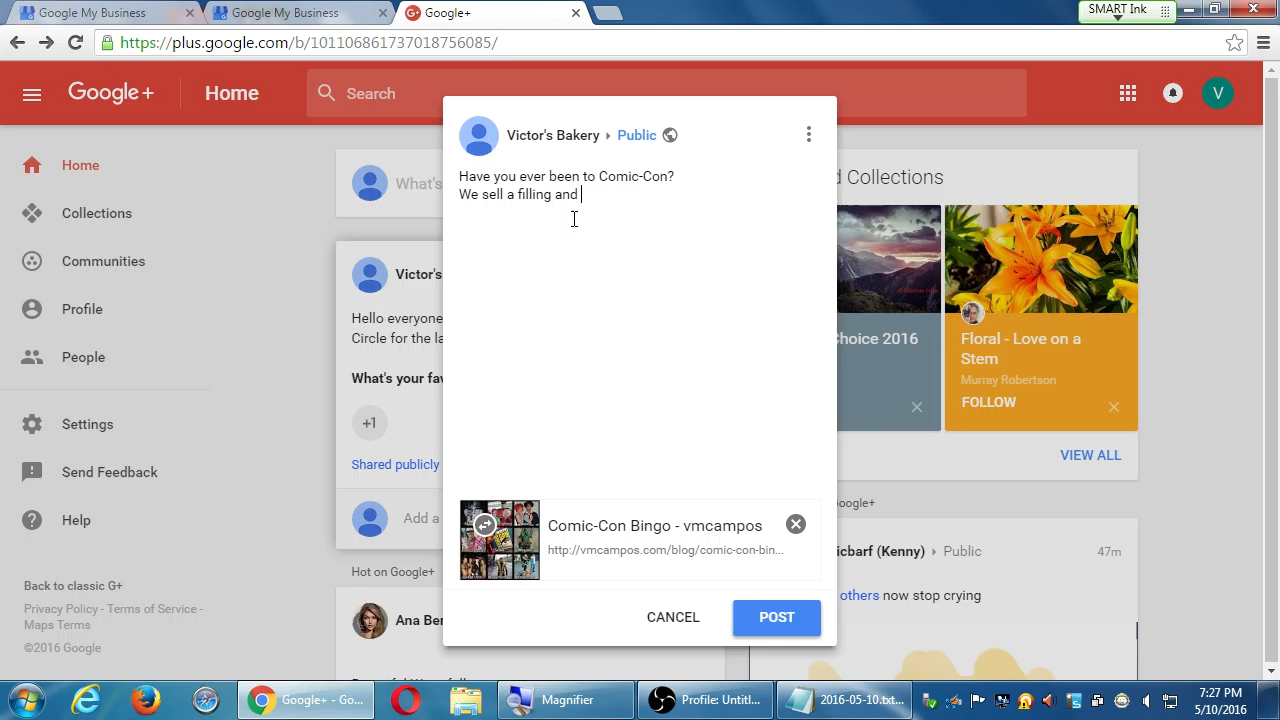 Google My Business
Google My Business
Google+
SMART Ink
https://plus.google.com/b/101106861737018756085/
Google+
Home
Search
V
Home
Collections
Communities
Profile
People
Settings
Send Feedback
Help
Back to classic G+
Privacy Policy - Terms of Service -
Maps Terms
©2016 Google
What's
Victor's
Hello everyone
Circle for the la
What's your fav
+1
Shared publicly
Add a
Hot on Google+
Ana Ber
Victor's Bakery
Public
Have you ever been to Comic-Con?
We sell a filling and
Comic-Con Bingo - vmcampos
http://vmcampos.com/blog/comic-con-bin...
CANCEL
POST
d Collections
Choice 2016
Floral - Love on a
Stem
Murray Robertson
FOLLOW
VIEW ALL
Google+
icbarf (Kenny)
Public
47m
others now stop crying
Google+ - Go...
Magnifier
Profile: Untitl...
2016-05-10.txt...
7:27 PM
5/10/2016